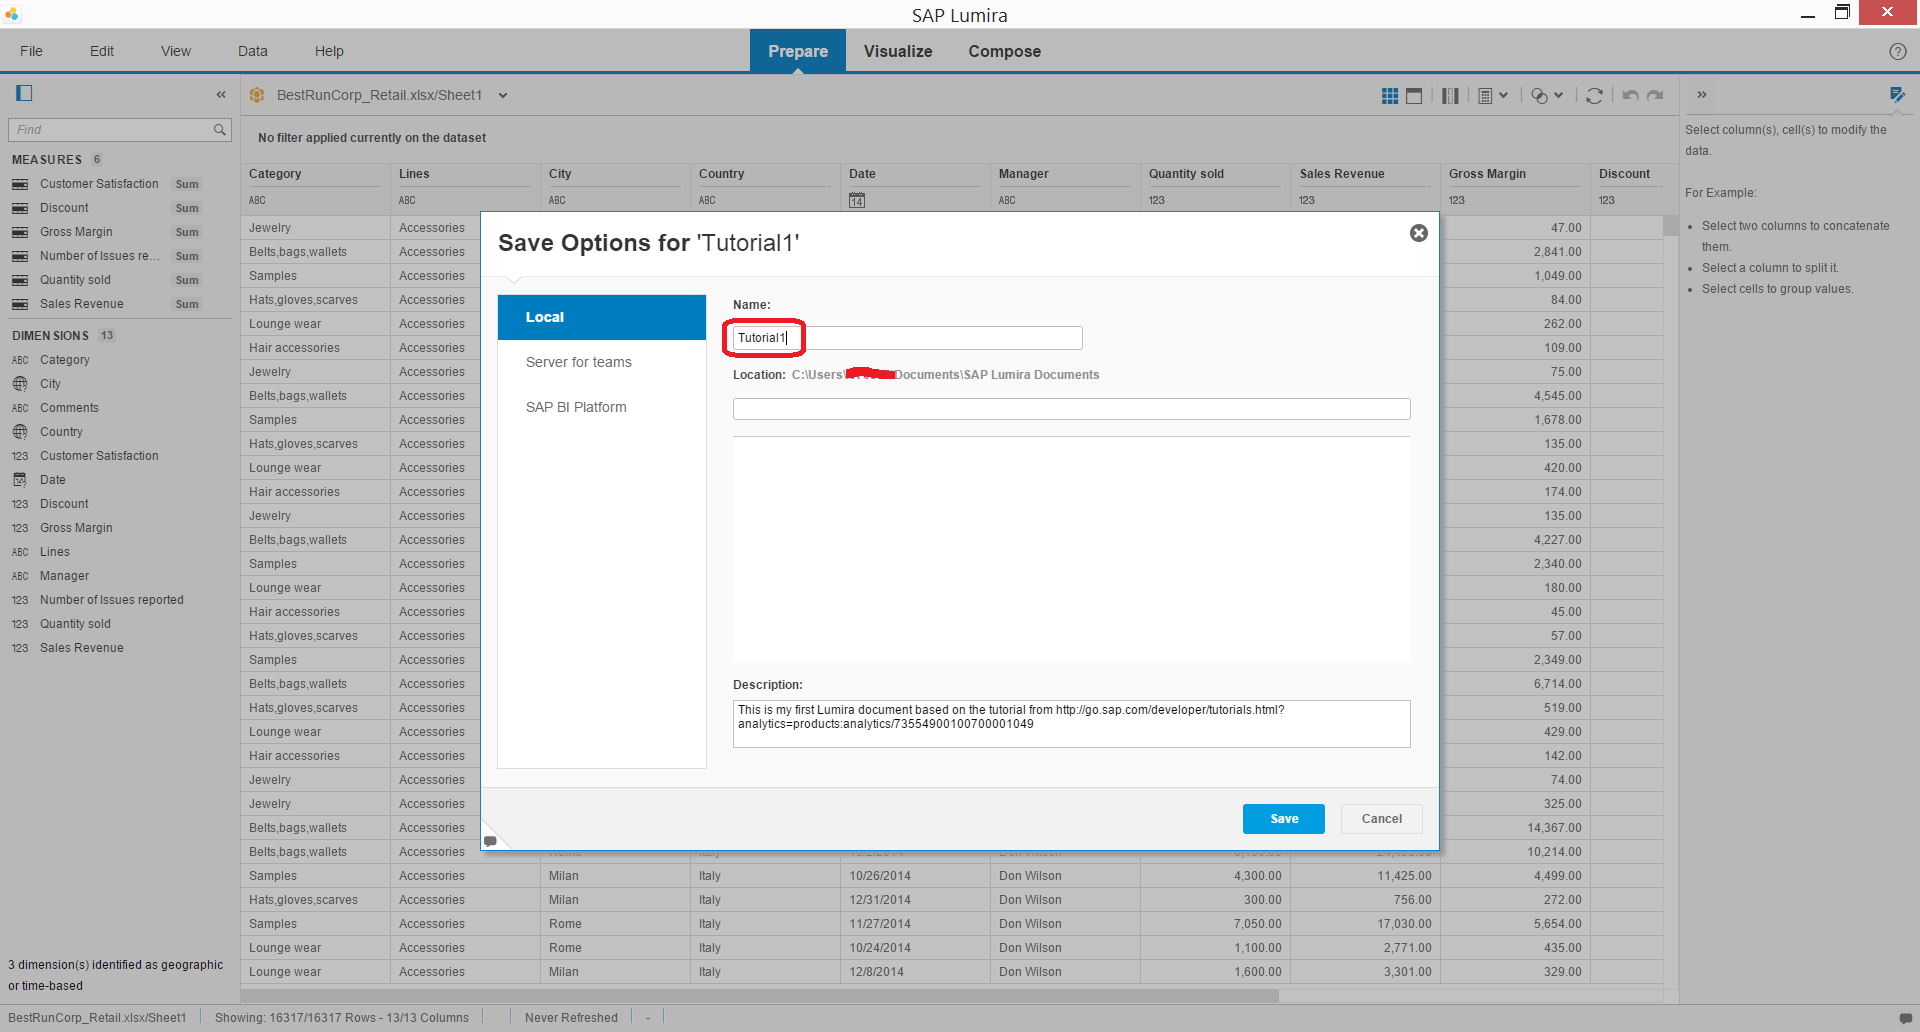 SAP Lumira
File Edit View Data Help Prepare Visualize Compose ?
« BestRunCorp_Retail.xlsx/Sheet1 »
Find
No filter applied currently on the dataset
Select column(s), cell(s) to modify the
data.
For Example:
• Select two columns to concatenate
them.
• Select a column to split it.
• Select cells to group values.
MEASURES 6
Customer Satisfaction Sum
Discount Sum
Gross Margin Sum
Number of Issues re... Sum
Quantity sold Sum
Sales Revenue Sum
DIMENSIONS 13
ABC Category
City
ABC Comments
Country
123 Customer Satisfaction
Date
123 Discount
123 Gross Margin
ABC Lines
ABC Manager
123 Number of Issues reported
123 Quantity sold
123 Sales Revenue
3 dimension(s) identified as geographic
or time-based
Category Lines City Country Date Manager Quantity sold Sales Revenue Gross Margin Discount
ABC ABC ABC ABC 14 ABC 123 123 123 123
Jewelry Accessories 47.00
Belts,bags,wallets Accessories 2,841.00
Samples Accessories 1,049.00
Hats,gloves,scarves Accessories 84.00
Lounge wear Accessories 262.00
Hair accessories Accessories 109.00
Jewelry Accessories 75.00
Belts,bags,wallets Accessories 4,545.00
Samples Accessories 1,678.00
Hats,gloves,scarves Accessories 135.00
Lounge wear Accessories 420.00
Hair accessories Accessories 174.00
Jewelry Accessories 135.00
Belts,bags,wallets Accessories 4,227.00
Samples Accessories 2,340.00
Lounge wear Accessories 180.00
Hair accessories Accessories 45.00
Hats,gloves,scarves Accessories 57.00
Samples Accessories 2,349.00
Belts,bags,wallets Accessories 6,714.00
Hats,gloves,scarves Accessories 519.00
Lounge wear Accessories 429.00
Hair accessories Accessories 142.00
Jewelry Accessories 74.00
Jewelry Accessories 325.00
Belts,bags,wallets Accessories 14,367.00
Belts,bags,wallets Accessories Rome Italy Don Wilson 10,214.00
Samples Accessories Milan Italy 10/26/2014 Don Wilson 4,300.00 11,425.00 4,499.00
Hats,gloves,scarves Accessories Milan Italy 12/31/2014 Don Wilson 300.00 756.00 272.00
Samples Accessories Rome Italy 11/27/2014 Don Wilson 7,050.00 17,030.00 5,654.00
Lounge wear Accessories Rome Italy 10/24/2014 Don Wilson 1,100.00 2,771.00 435.00
Lounge wear Accessories Milan Italy 12/8/2014 Don Wilson 1,600.00 3,301.00 329.00
Save Options for 'Tutorial1'
Local
Server for teams
SAP BI Platform
Name:
Tutorial1
Location: C:\Users\ Documents\SAP Lumira Documents
Description:
This is my first Lumira document based on the tutorial from http://go.sap.com/developer/tutorials.html?
analytics=products:analytics/73554900100700001049
Save Cancel
BestRunCorp_Retail.xlsx/Sheet1 Showing: 16317/16317 Rows - 13/13 Columns Never Refreshed -